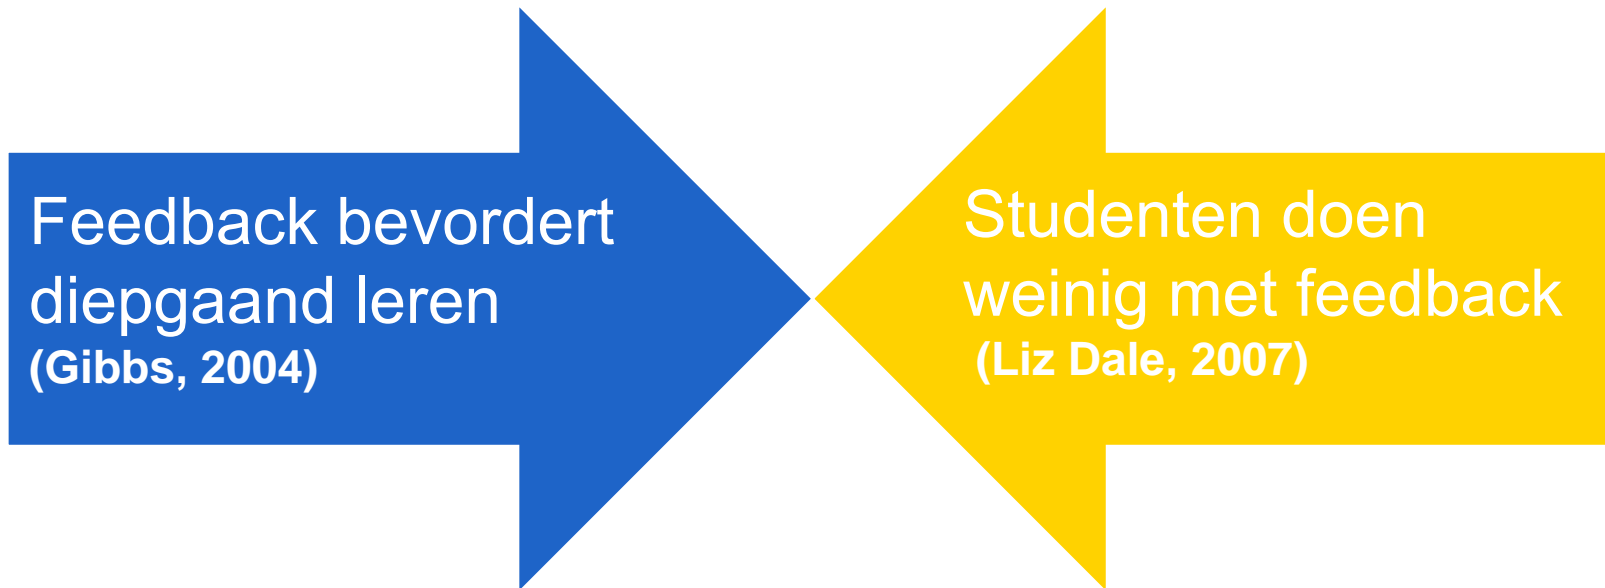 Feedback bevordert
diepgaand leren
(Gibbs, 2004)
Studenten doen
weinig met feedback
(Liz Dale, 2007)